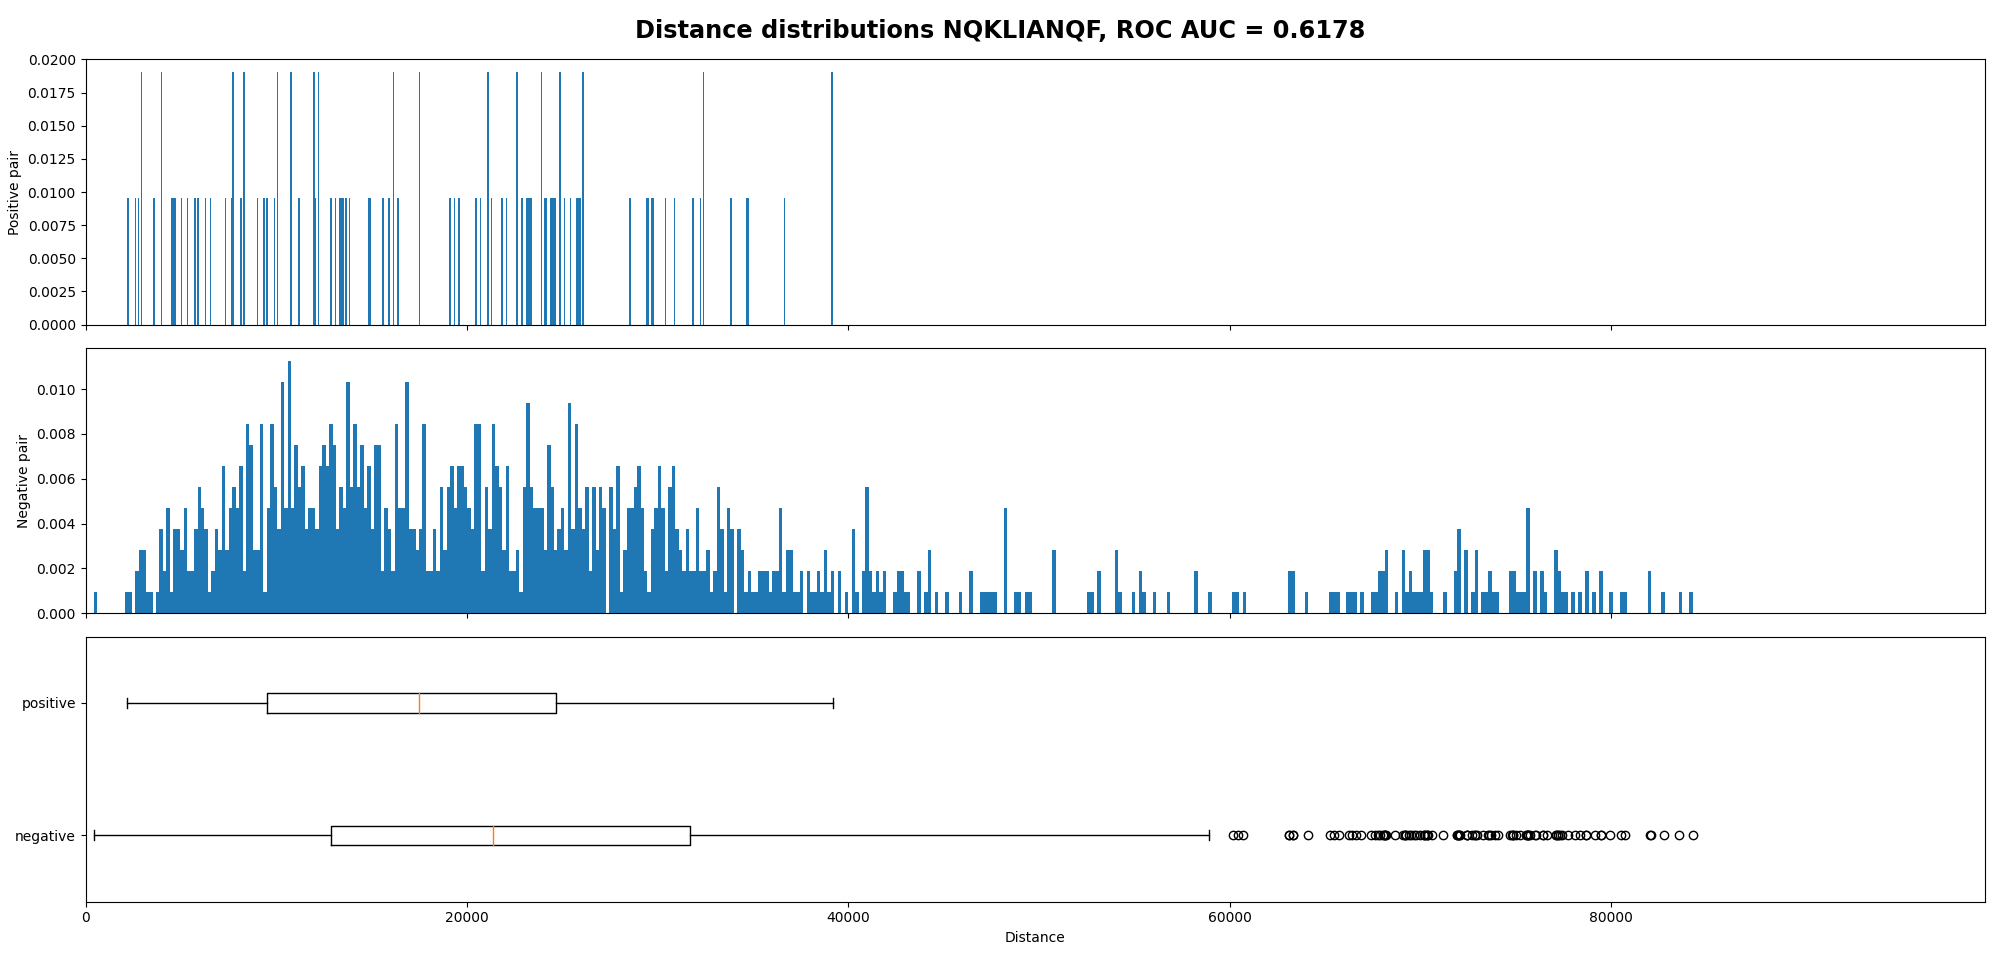 Distance distributions NQKLIANQF, ROC AUC = 0.6178
0.0200
0.0175
0.0150
0.0125
0.0100
0.0075
0.0050
0.0025
0.0000
Positive pair
0.010
0.008
0.006
0.004
0.002
0.000
Negative pair
positive
negative
0 20000 40000 60000 80000
Distance